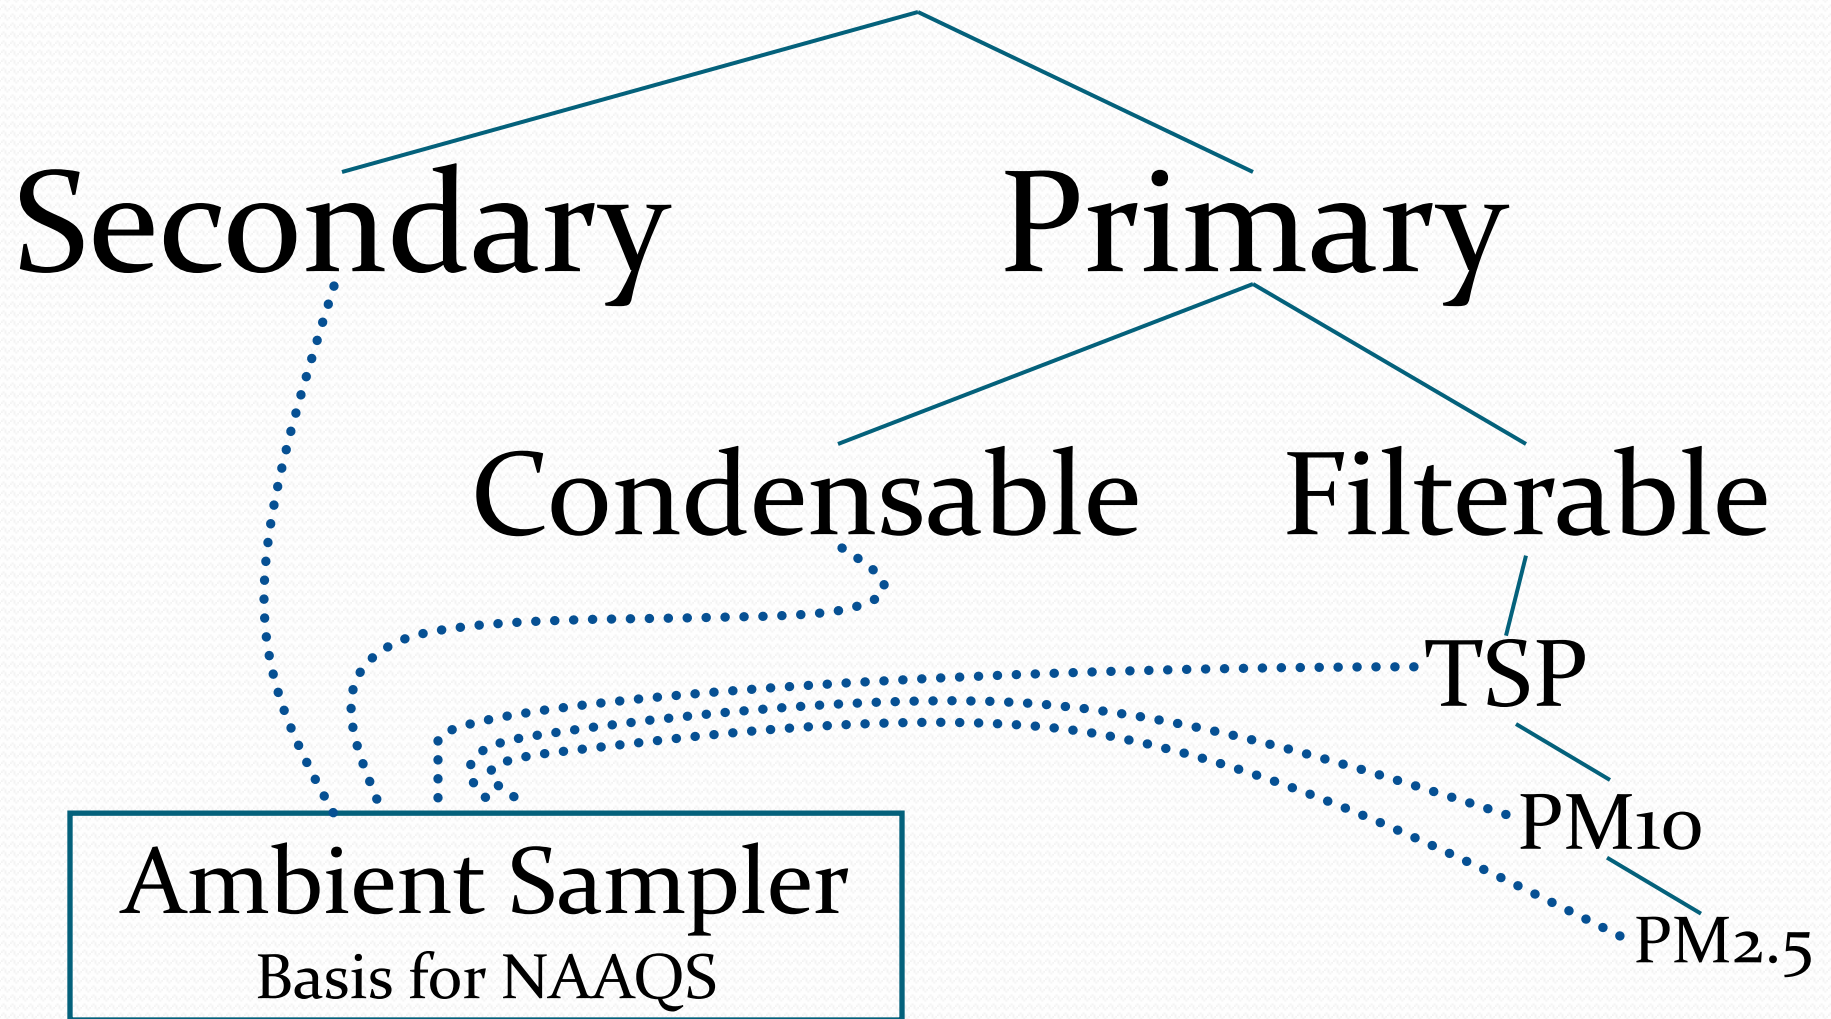 Secondary
Primary
Condensable
Filterable
TSP
PM10
PM2.5
Ambient Sampler
Basis for NAAQS